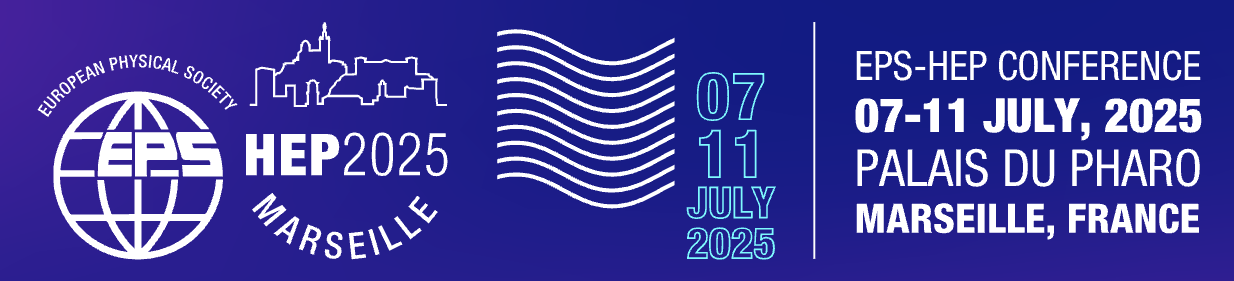 EUROPEAN PHYSICAL SOCIETY
EPS
HEP2025
MARSEILLE
07
11
JULY
2025
EPS-HEP CONFERENCE
07-11 JULY, 2025
PALAIS DU PHARO
MARSEILLE, FRANCE